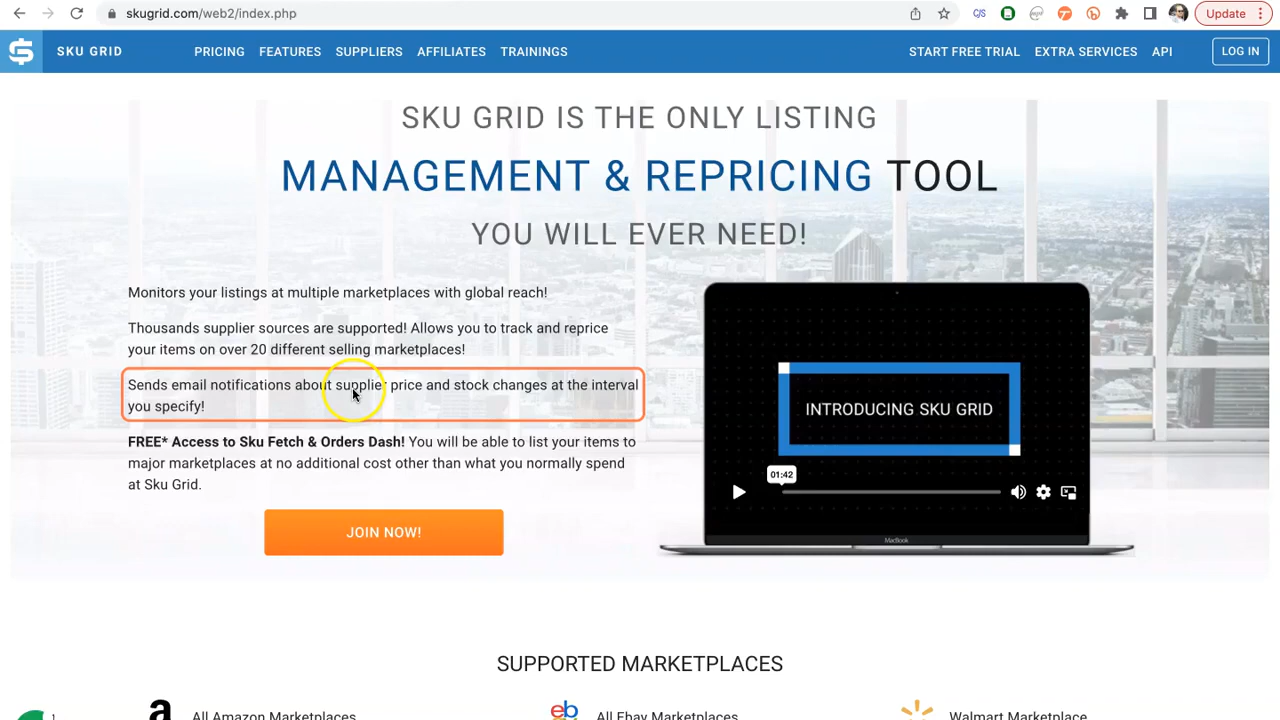 skugrid.com/web2/index.php
Update
SKU GRID
PRICING
FEATURES
SUPPLIERS
AFFILIATES
TRAININGS
START FREE TRIAL
EXTRA SERVICES
API
LOG IN
SKU GRID IS THE ONLY LISTING
MANAGEMENT & REPRICING TOOL
YOU WILL EVER NEED!
Monitors your listings at multiple marketplaces with global reach!
Thousands supplier sources are supported! Allows you to track and reprice
your items on over 20 different selling marketplaces!
Sends email notifications about supplier price and stock changes at the interval
you specify!
FREE* Access to Sku Fetch & Orders Dash! You will be able to list your items to
major marketplaces at no additional cost other than what you normally spend
at Sku Grid.
JOIN NOW!
INTRODUCING SKU GRID
01:42
MacBook
SUPPORTED MARKETPLACES
1
a
All Amazon Marketplaces
eb
All Ebay Marketplaces
Walmart Marketplace